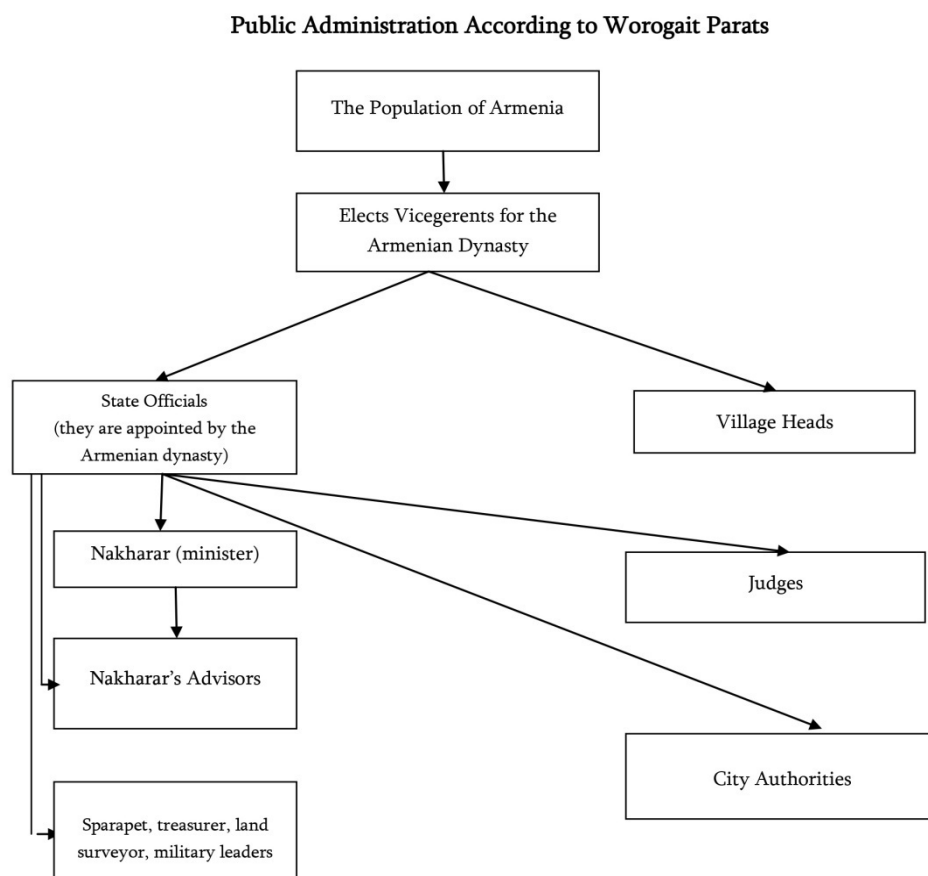 Public Administration According to Worogait Parats
The Population of Armenia
Elects Vicegerents for the
Armenian Dynasty
State Officials
(they are appointed by the
Armenian dynasty)
Village Heads
Nakharar (minister)
Judges
Nakharar’s Advisors
City Authorities
Sparapet, treasurer, land
surveyor, military leaders